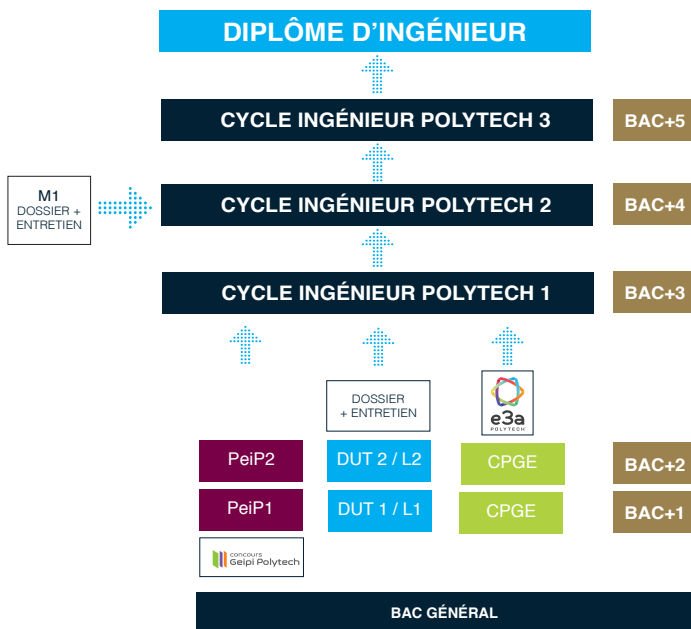 DIPLÔME D'INGÉNIEUR
CYCLE INGÉNIEUR POLYTECH 3
BAC+5
M1
DOSSIER +
ENTRETIEN
CYCLE INGÉNIEUR POLYTECH 2
BAC+4
CYCLE INGÉNIEUR POLYTECH 1
BAC+3
DOSSIER
+ ENTRETIEN
e3a
POLYTECH
PeiP2
DUT 2 / L2
CPGE
BAC+2
PeiP1
DUT 1 / L1
CPGE
BAC+1
concours
Geipi Polytech
BAC GÉNÉRAL